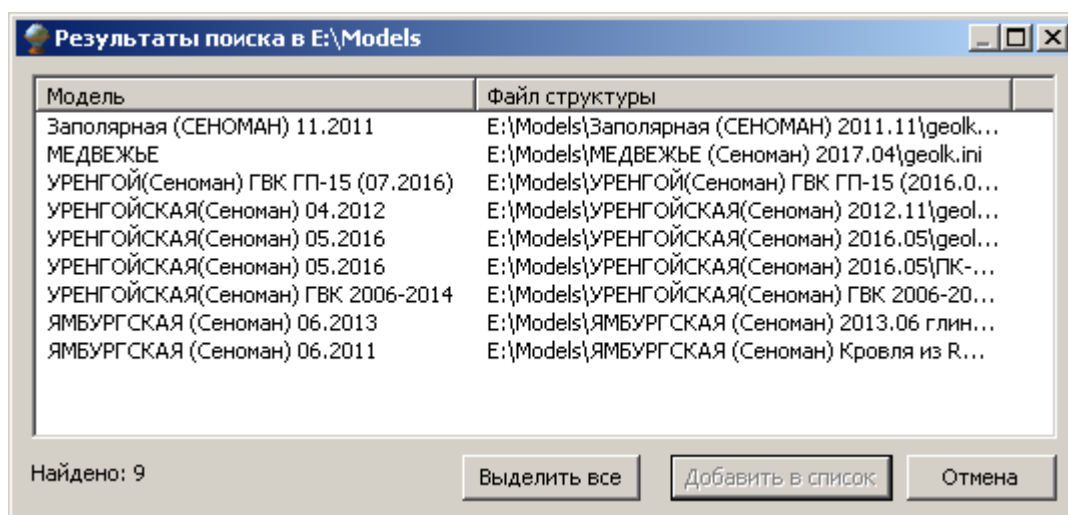 Результаты поиска в E:\Models
Модель Файл структуры
Заполярная (СЕНОМАН) 11.2011 E:\Models\Заполярная (СЕНОМАН) 2011.11\geolk...
МЕДВЕЖЬЕ E:\Models\МЕДВЕЖЬЕ (Сеноман) 2017.04\geolk.ini
УРЕНГОЙ(Сеноман) ГВК ГП-15 (07.2016) E:\Models\УРЕНГОЙ(Сеноман) ГВК ГП-15 (2016.0...
УРЕНГОЙСКАЯ(Сеноман) 04.2012 E:\Models\УРЕНГОЙСКАЯ(Сеноман) 2012.11\geol...
УРЕНГОЙСКАЯ(Сеноман) 05.2016 E:\Models\УРЕНГОЙСКАЯ(Сеноман) 2016.05\geol...
УРЕНГОЙСКАЯ(Сеноман) 05.2016 E:\Models\УРЕНГОЙСКАЯ(Сеноман) 2016.05\ПК-...
УРЕНГОЙСКАЯ(Сеноман) ГВК 2006-2014 E:\Models\УРЕНГОЙСКАЯ(Сеноман) ГВК 2006-20...
ЯМБУРГСКАЯ (Сеноман) 06.2013 E:\Models\ЯМБУРГСКАЯ (Сеноман) 2013.06 глин...
ЯМБУРГСКАЯ (Сеноман) 06.2011 E:\Models\ЯМБУРГСКАЯ (Сеноман) Кровля из R...
Найдено: 9 Выделить все Добавить в список Отмена